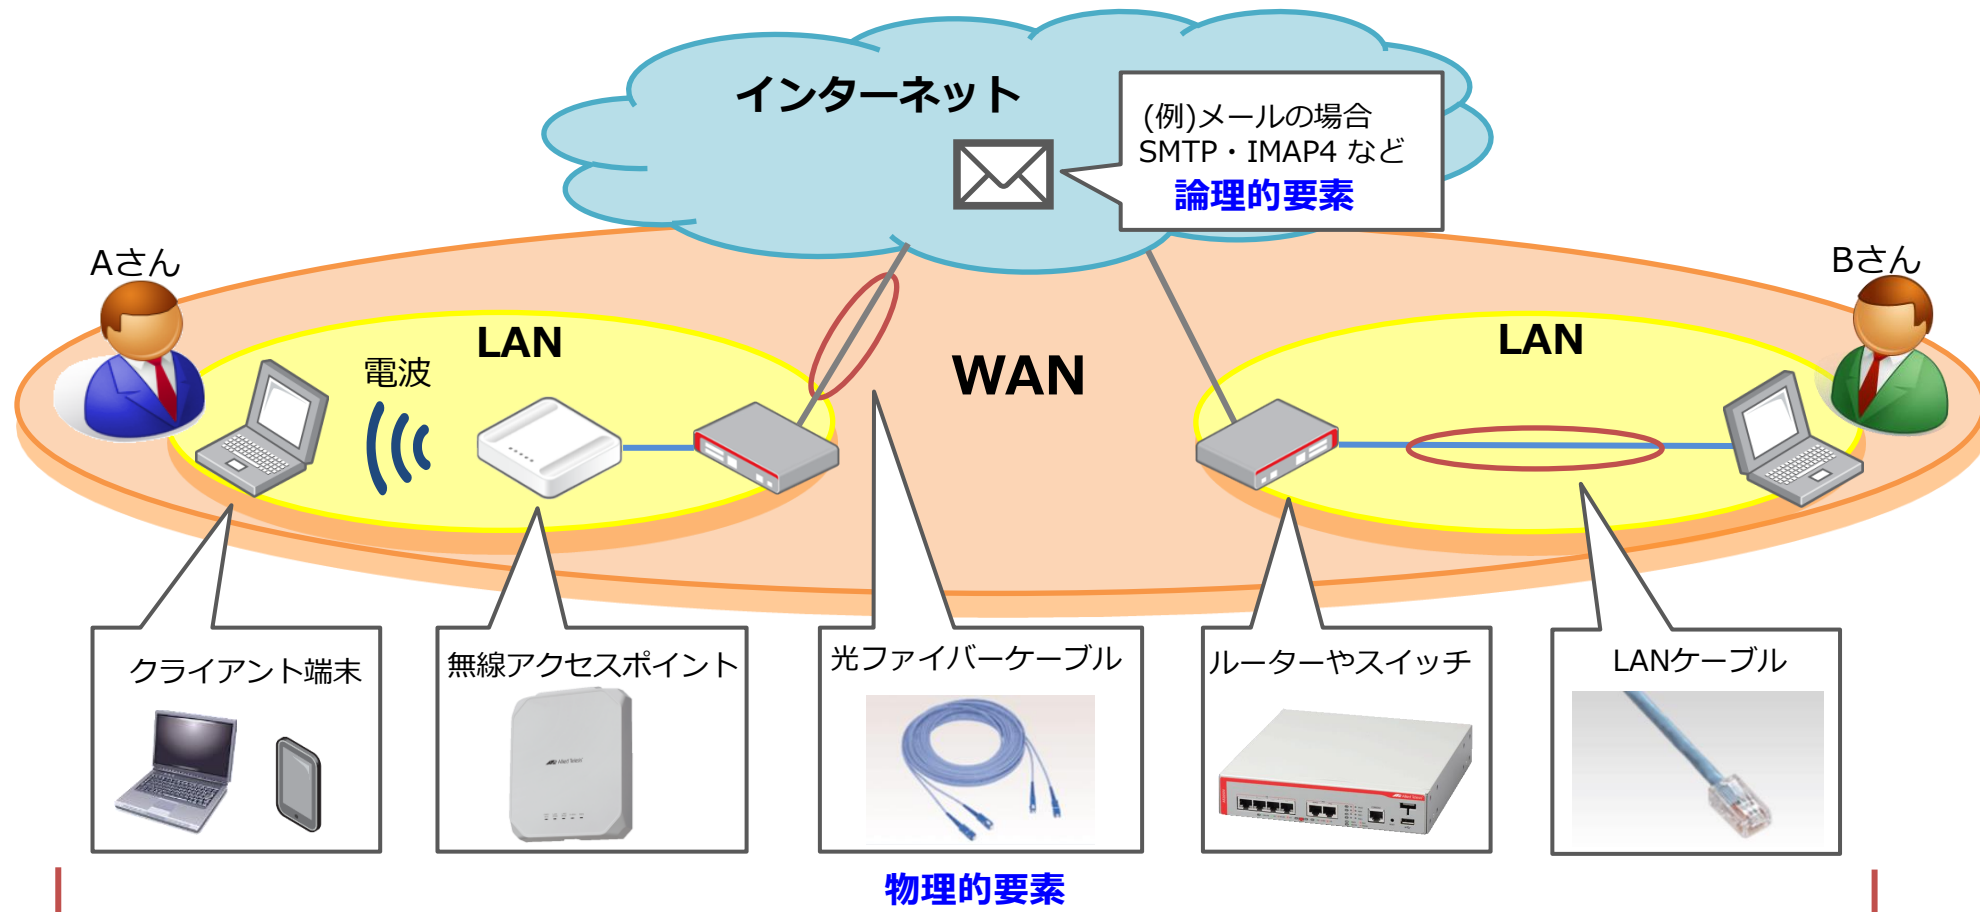 インターネット
(例)メールの場合
SMTP・IMAP4 など
論理的要素
Aさん
Bさん
LAN
電波
WAN
LAN
クライアント端末
無線アクセスポイント
光ファイバーケーブル
ルーターやスイッチ
LANケーブル
Allied Telesis
物理的要素